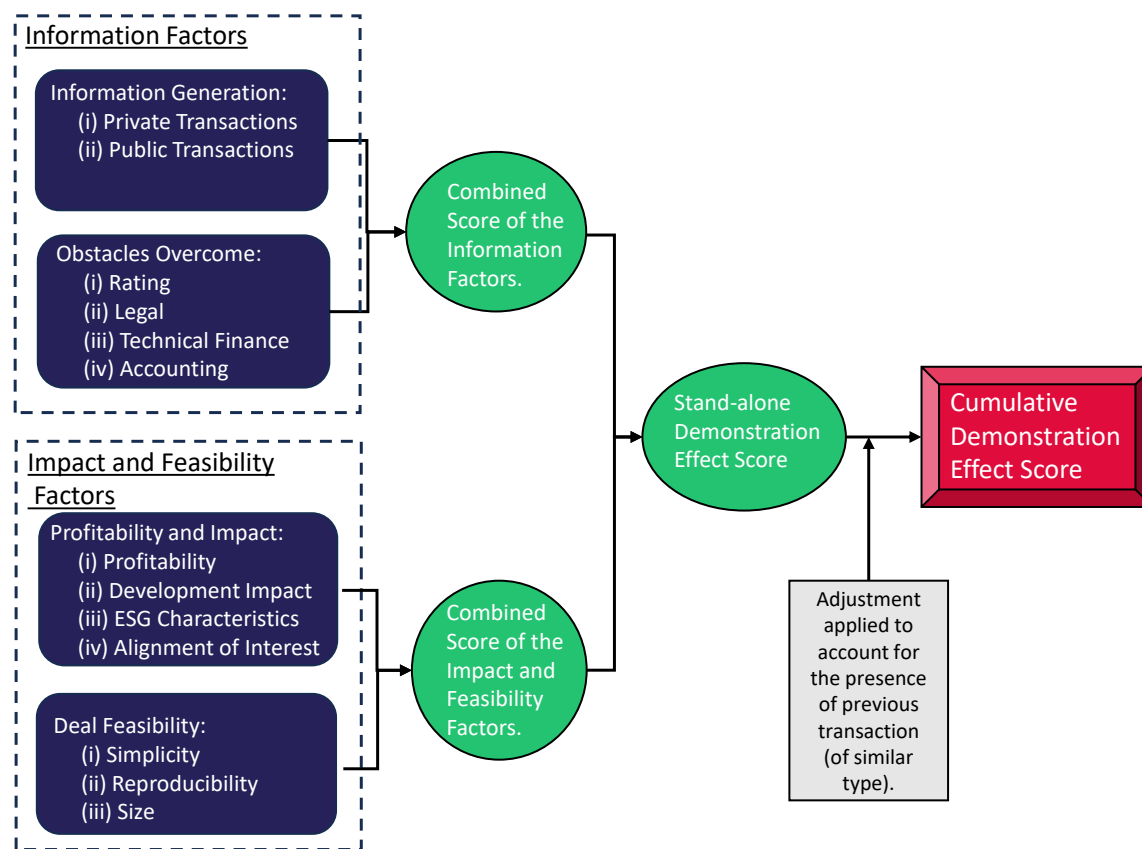 Information Factors
Information Generation:
(i) Private Transactions
(ii) Public Transactions
Obstacles Overcome:
(i) Rating
(ii) Legal
(iii) Technical Finance
(iv) Accounting
Combined
Score of the
Information
Factors.
Impact and Feasibility
Factors
Profitability and Impact:
(i) Profitability
(ii) Development Impact
(iii) ESG Characteristics
(iv) Alignment of Interest
Deal Feasibility:
(i) Simplicity
(ii) Reproducibility
(iii) Size
Combined
Score of the
Impact and
Feasibility
Factors.
Stand-alone
Demonstration
Effect Score
Cumulative
Demonstration
Effect Score
Adjustment
applied to
account for
the presence
of previous
transaction
(of similar
type).